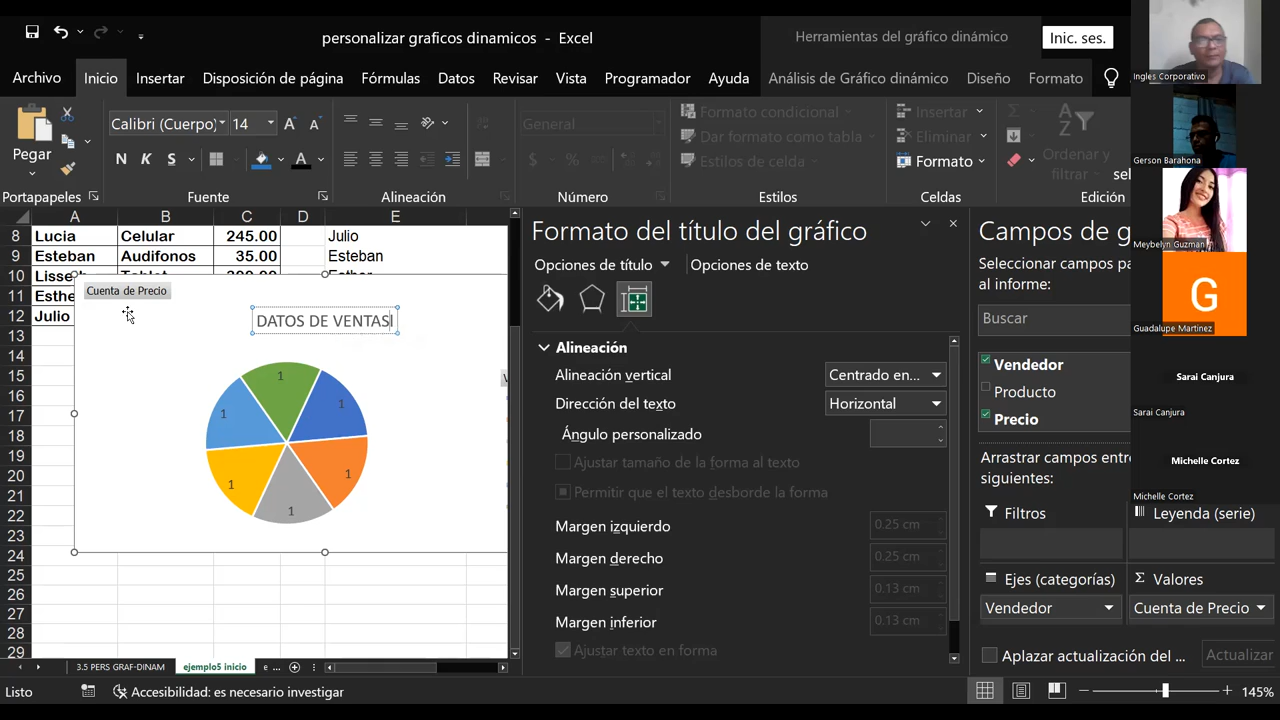 personalizar graficos dinamicos - Excel
Herramientas del gráfico dinámico
Inic. ses.
Archivo Inicio Insertar Disposición de página Fórmulas Datos Revisar Vista Programador Ayuda Análisis de Gráfico dinámico Diseño Formato
Pegar
Calibri (Cuerpo) 14
N K S
General
Formato condicional
Dar formato como tabla
Estilos de celda
Insertar
Eliminar
Formato
Ordenar y
filtrar
sel
Portapapeles Fuente Alineación Número Estilos Celdas Edición
A B C D E
8 Lucia Celular 245.00 Julio
9 Esteban Audifonos 35.00 Esteban
10
11
12 Julio
13
14
15
16
17
18
19
20
21
22
23
24
25
26
27
28
29
Cuenta de Precio
DATOS DE VENTAS
1
1
1
1
1
1
1
Formato del título del gráfico
Opciones de título Opciones de texto
Alineación
Alineación vertical Centrado en...
Dirección del texto Horizontal
Ángulo personalizado
Ajustar tamaño de la forma al texto
Permitir que el texto desborde la forma
Margen izquierdo 0.25 cm
Margen derecho 0.25 cm
Margen superior 0.13 cm
Margen inferior 0.13 cm
Ajustar texto en forma
Campos de g
Seleccionar campos pa
al informe:
Buscar
Vendedor
Producto
Precio
Arrastrar campos entre
siguientes:
Filtros
Leyenda (serie)
Ejes (categorías)
Valores
Vendedor
Cuenta de Precio
Aplazar actualización del ...
Actualizar
3.5 PERS GRAF-DINAM ejemplo5 inicio e
Listo Accesibilidad: es necesario investigar
145%
Ingles Corporativo
Gerson Barahona
Meybelyn Guzman
G
Guadalupe Martinez
Sarai Canjura
Sarai Canjura
Michelle Cortez
Michelle Cortez